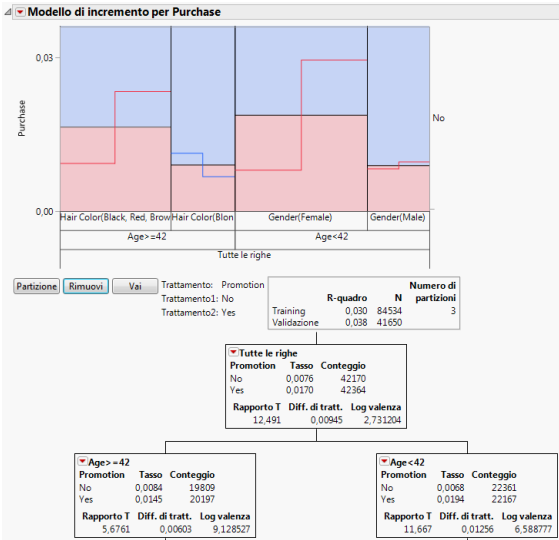 Modello di incremento per Purchase
0,03
Purchase
No
0,00
Hair Color(Black, Red, Brow Hair Color(Blon Gender(Female) Gender(Male)
Age>=42 Age<42
Tutte le righe
Partizione Rimuovi Vai
Trattamento: Promotion
Trattamento1: No
Trattamento2: Yes
R-quadro N Numero di partizioni
Training 0,030 84534 3
Validazione 0,038 41650
Tutte le righe
Promotion Tasso Conteggio
No 0,0076 42170
Yes 0,0170 42364
Rapporto T Diff. di tratt. Log valenza
12,491 0,00945 2,731204
Age>=42
Promotion Tasso Conteggio
No 0,0084 19809
Yes 0,0145 20197
Rapporto T Diff. di tratt. Log valenza
5,6761 0,00603 9,128527
Age<42
Promotion Tasso Conteggio
No 0,0068 22361
Yes 0,0194 22167
Rapporto T Diff. di tratt. Log valenza
11,667 0,01256 6,588777